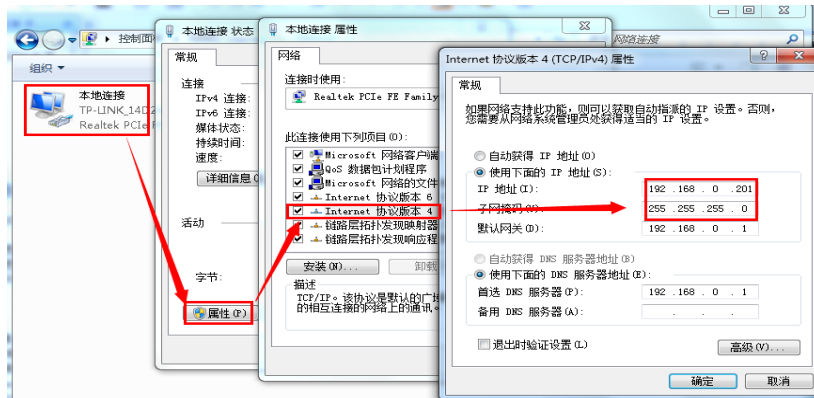 控制面
网络连接
组织
本地连接
TP-LINK_14D2
Realtek PCIe
本地连接 状态
常规
连接
IPv4 连接:
IPv6 连接:
媒体状态:
持续时间:
速度:
详细信息
活动
字节:
属性(P)
本地连接 属性
网络
连接时使用:
Realtek PCIe FE Family
此连接使用下列项目(O):
Microsoft 网络客户端
QoS 数据包计划程序
Microsoft 网络的文件
Internet 协议版本 6
Internet 协议版本 4
链路层拓扑发现映射器
链路层拓扑发现响应程
安装(N)...
卸载
描述
TCP/IP。该协议是默认的广域
的相互连接的网络上的通讯。
Internet 协议版本 4 (TCP/IPv4) 属性
常规
如果网络支持此功能，则可以获取自动指派的 IP 设置。否则，
您需要从网络系统管理员处获得适当的 IP 设置。
自动获得 IP 地址(O)
使用下面的 IP 地址(S):
IP 地址(I): 192 .168 . 0 .201
子网掩码(U): 255 .255 .255 . 0
默认网关(D): 192 .168 . 0 . 1
自动获得 DNS 服务器地址(B)
使用下面的 DNS 服务器地址(E):
首选 DNS 服务器(P): 192 .168 . 0 . 1
备用 DNS 服务器(A): . . .
退出时验证设置(L)
高级(V)...
确定
取消